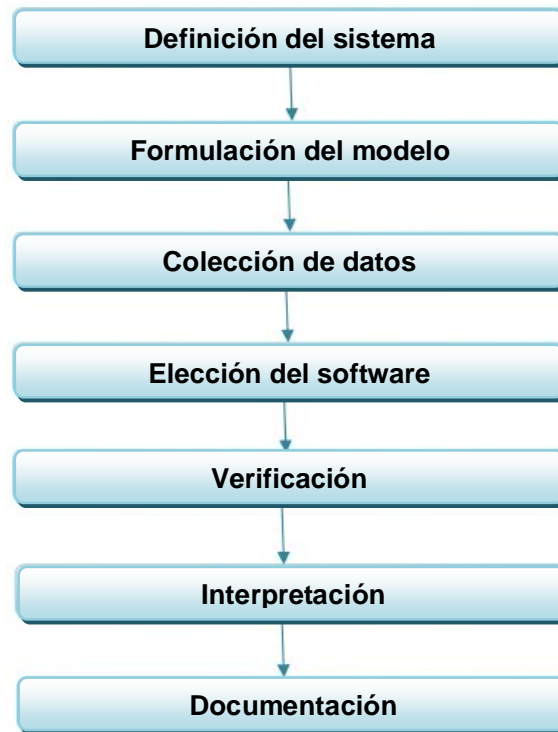 Definición del sistema
Formulación del modelo
Colección de datos
Elección del software
Verificación
Interpretación
Documentación